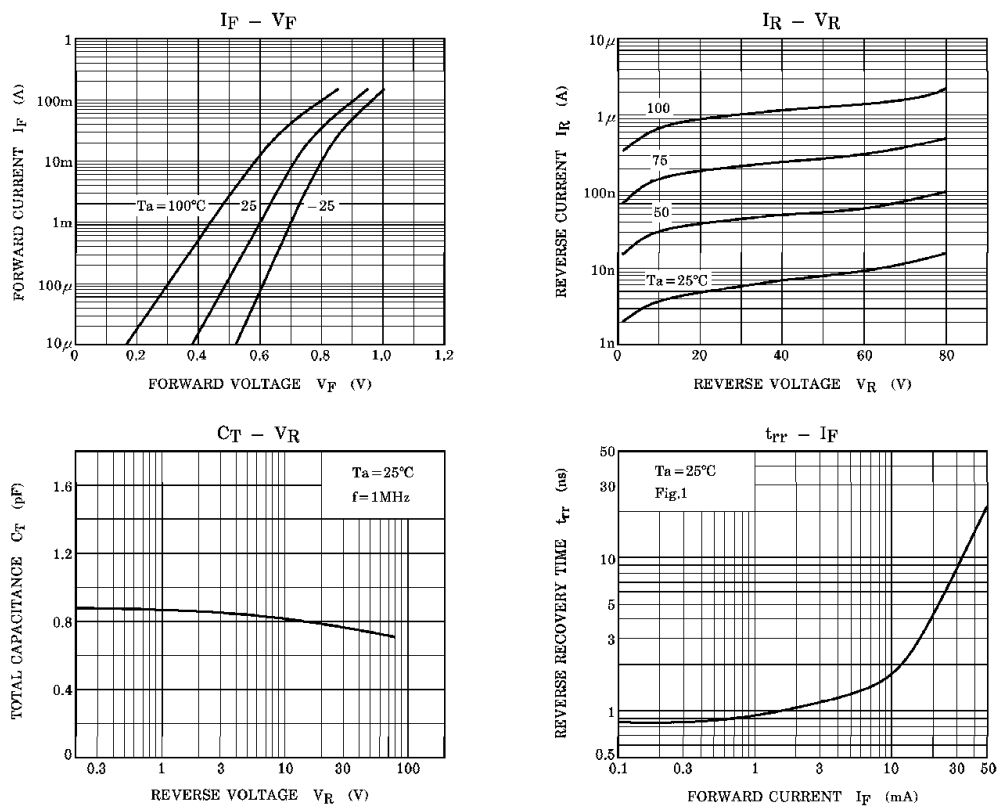 IF – VF
FORWARD CURRENT IF (A)
1
100m
10m
1m
100μ
10μ
Ta=100℃
25
−25
0
0.2
0.4
0.6
0.8
1.0
1.2
FORWARD VOLTAGE VF (V)
IR – VR
REVERSE CURRENT IR (A)
10μ
1μ
100n
10n
1n
100
75
50
Ta=25℃
0
20
40
60
80
REVERSE VOLTAGE VR (V)
CT – VR
TOTAL CAPACITANCE CT (pF)
1.6
1.2
0.8
0.4
0
Ta=25℃
f=1MHz
0.3
1
3
10
30
100
REVERSE VOLTAGE VR (V)
trr – IF
REVERSE RECOVERY TIME trr (ns)
50
30
10
5
3
1
0.5
Ta=25℃
Fig.1
0.1
0.3
1
3
10
30
50
FORWARD CURRENT IF (mA)